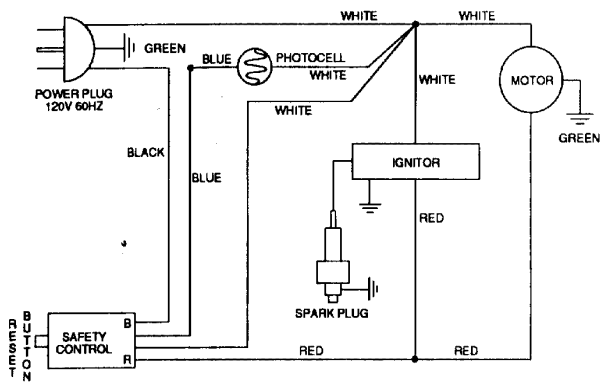 WHITE
WHITE
GREEN
BLUE
PHOTOCELL
WHITE
WHITE
WHITE
MOTOR
POWER PLUG
120V 60HZ
GREEN
BLACK
BLUE
IGNITOR
RED
SPARK PLUG
RESET
BUTTON
B
SAFETY
CONTROL
R
RED
RED